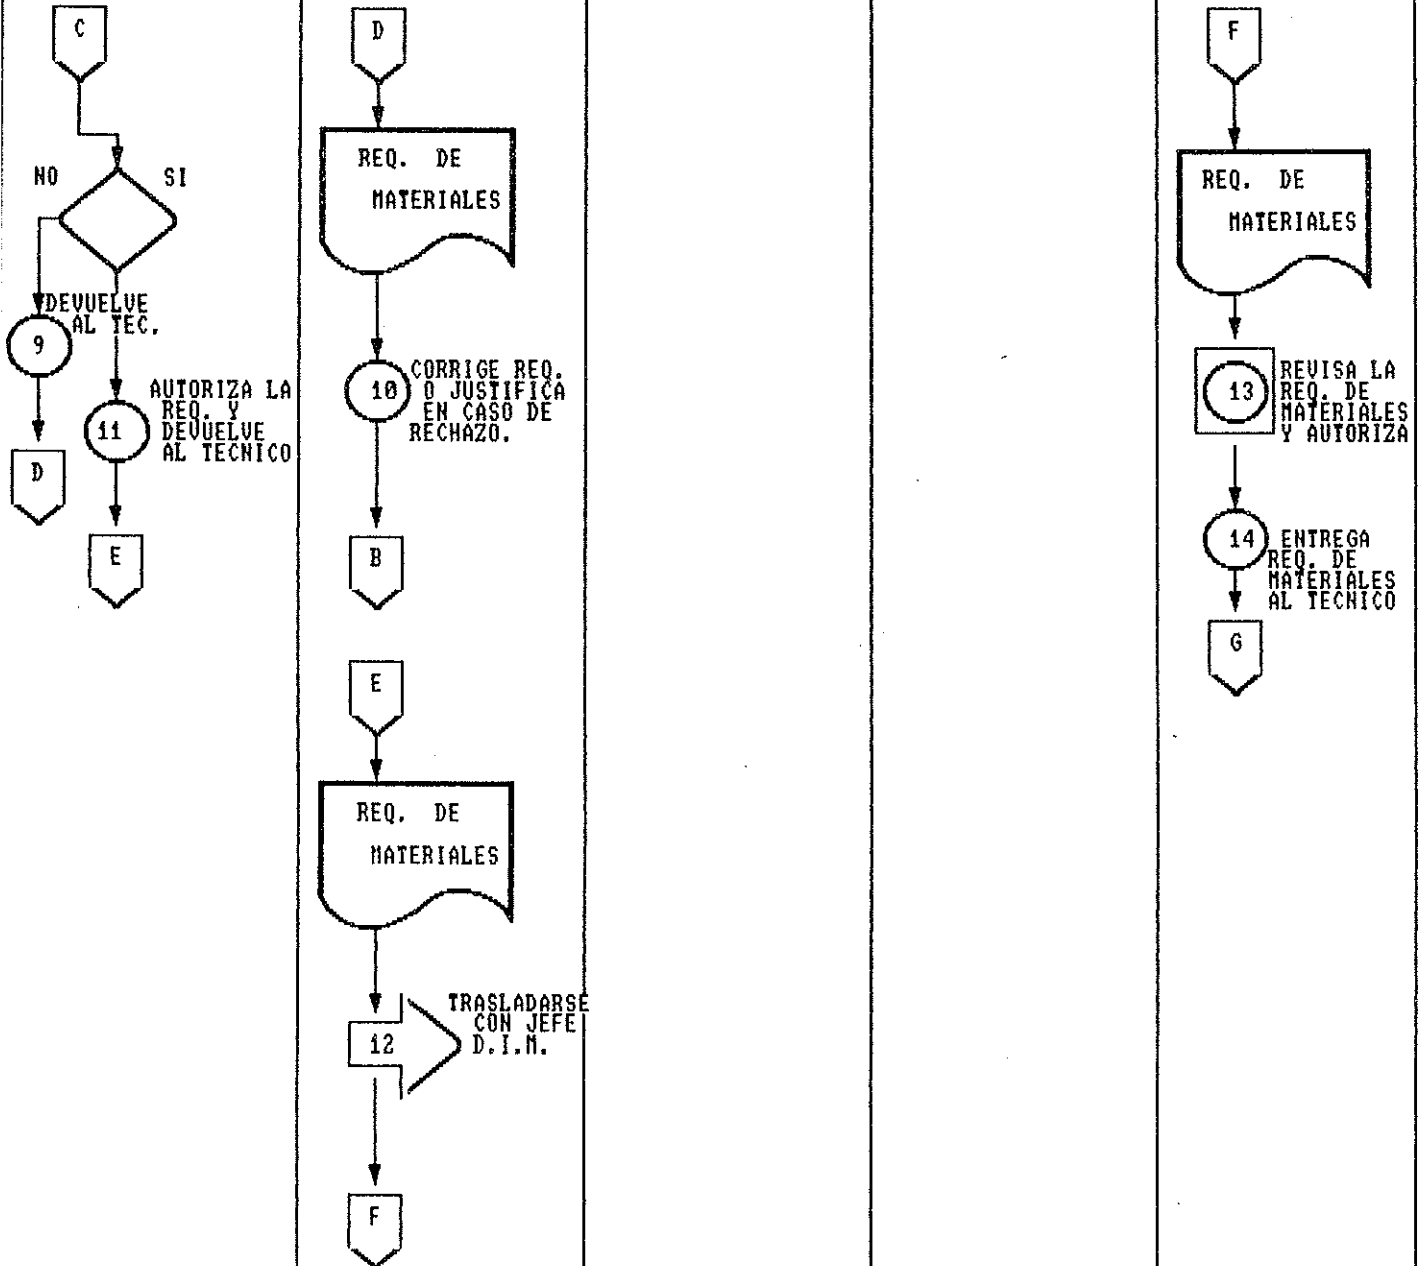 C
NO
SI
DEVUELVE
AL TEC.
9
D
AUTORIZA LA
REQ. Y
DEVUELVE
AL TECNICO
11
E
D
REQ. DE
MATERIALES
10
CORRIGE REQ.
O JUSTIFICA
EN CASO DE
RECHAZO.
B
E
REQ. DE
MATERIALES
TRASLADARSE
CON JEFE
D.I.M.
12
F
F
REQ. DE
MATERIALES
13
REVISA LA
REQ. DE
MATERIALES
Y AUTORIZA
14
ENTREGA
REQ. DE
MATERIALES
AL TECNICO
G